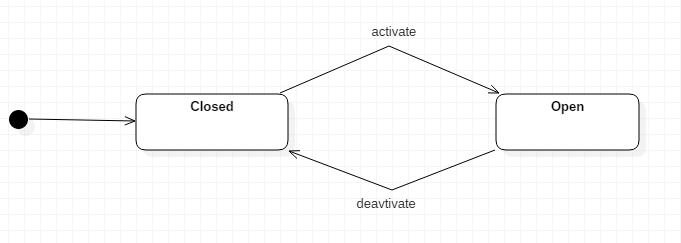 activate
Closed
Open
deavtivate